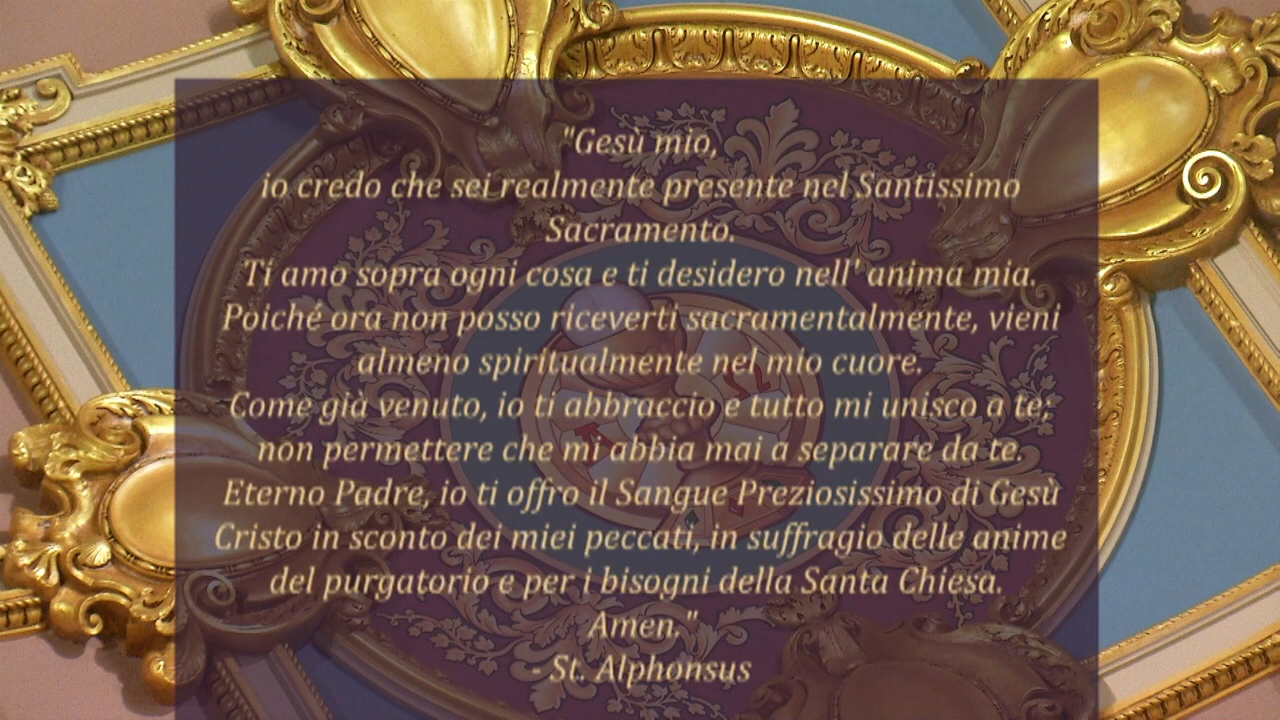 "Gesù mio,
io credo che sei realmente presente nel Santissimo
Sacramento.
Ti amo sopra ogni cosa e ti desidero nell' anima mia.
Poiché ora non posso riceverti sacramentalmente, vieni
almeno spiritualmente nel mio cuore.
Come già venuto, io ti abbraccio e tutto mi unisco a te;
non permettere che mi abbia mai a separare da te.
Eterno Padre, io ti offro il Sangue Preziosissimo di Gesù
Cristo in sconto dei miei peccati, in suffragio delle anime
del purgatorio e per i bisogni della Santa Chiesa.
Amen."
- St. Alphonsus